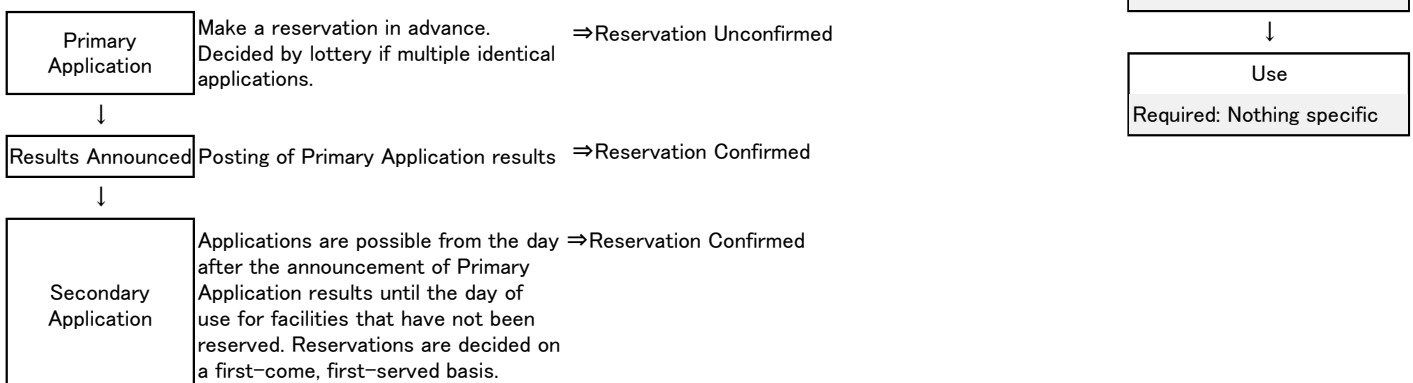 Primary
Application
Make a reservation in advance.
Decided by lottery if multiple identical
applications.
⇒Reservation Unconfirmed
↓
Results Announced
Posting of Primary Application results
⇒Reservation Confirmed
↓
Secondary
Application
Applications are possible from the day
after the announcement of Primary
Application results until the day of
use for facilities that have not been
reserved. Reservations are decided on
a first-come, first-served basis.
⇒Reservation Confirmed
↓
Use
Required: Nothing specific